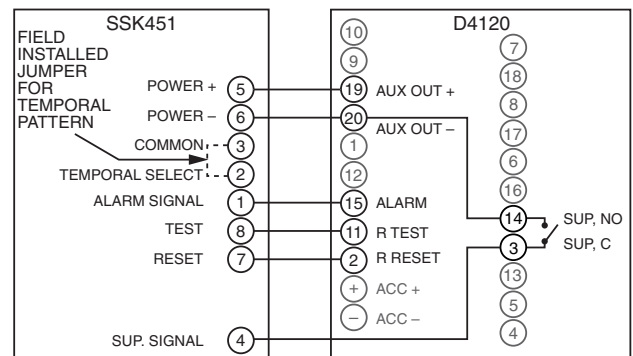 SSK451
D4120
FIELD
INSTALLED
JUMPER
FOR
TEMPORAL
PATTERN
POWER + 5
POWER – 6
COMMON 3
TEMPORAL SELECT 2
ALARM SIGNAL 1
TEST 8
RESET 7
SUP. SIGNAL 4
10
9
19 AUX OUT +
20 AUX OUT –
1
12
15 ALARM
11 R TEST
2 R RESET
+ ACC +
– ACC –
7
18
8
17
6
16
14 SUP, NO
3 SUP, C
13
5
4